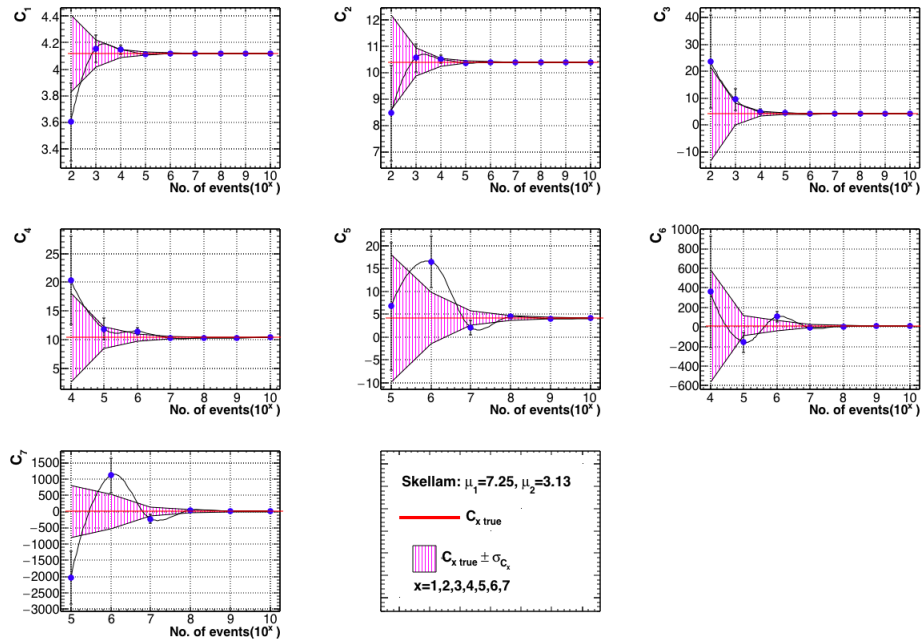 C₁
4.4
4.2
4
3.8
3.6
3.4
2 3 4 5 6 7 8 9 10
No. of events(10ˣ)
C₂
12
11
10
9
8
7
2 3 4 5 6 7 8 9 10
No. of events(10ˣ)
C₃
40
30
20
10
0
−10
2 3 4 5 6 7 8 9 10
No. of events(10ˣ)
C₄
25
20
15
10
5
4 5 6 7 8 9 10
No. of events(10ˣ)
C₅
20
15
10
5
0
−5
−10
5 6 7 8 9 10
No. of events(10ˣ)
C₆
1000
800
600
400
200
0
−200
−400
−600
4 5 6 7 8 9 10
No. of events(10ˣ)
C₇
1500
1000
500
0
−500
−1000
−1500
−2000
−2500
−3000
5 6 7 8 9 10
No. of events(10ˣ)
Skellam: μ₁=7.25, μ₂=3.13
Cₓ true
Cₓ true ± σ_Cₓ
x=1,2,3,4,5,6,7